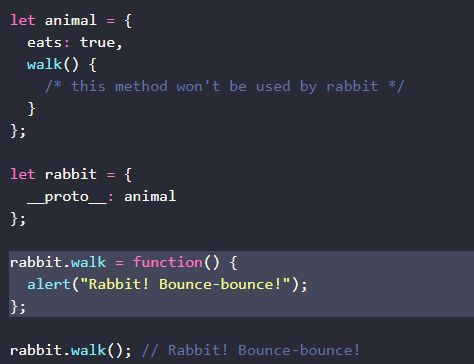 let animal = {
  eats: true,
  walk() {
    /* this method won't be used by rabbit */
  }
};

let rabbit = {
  __proto__: animal
};

rabbit.walk = function() {
  alert("Rabbit! Bounce-bounce!");
};

rabbit.walk(); // Rabbit! Bounce-bounce!